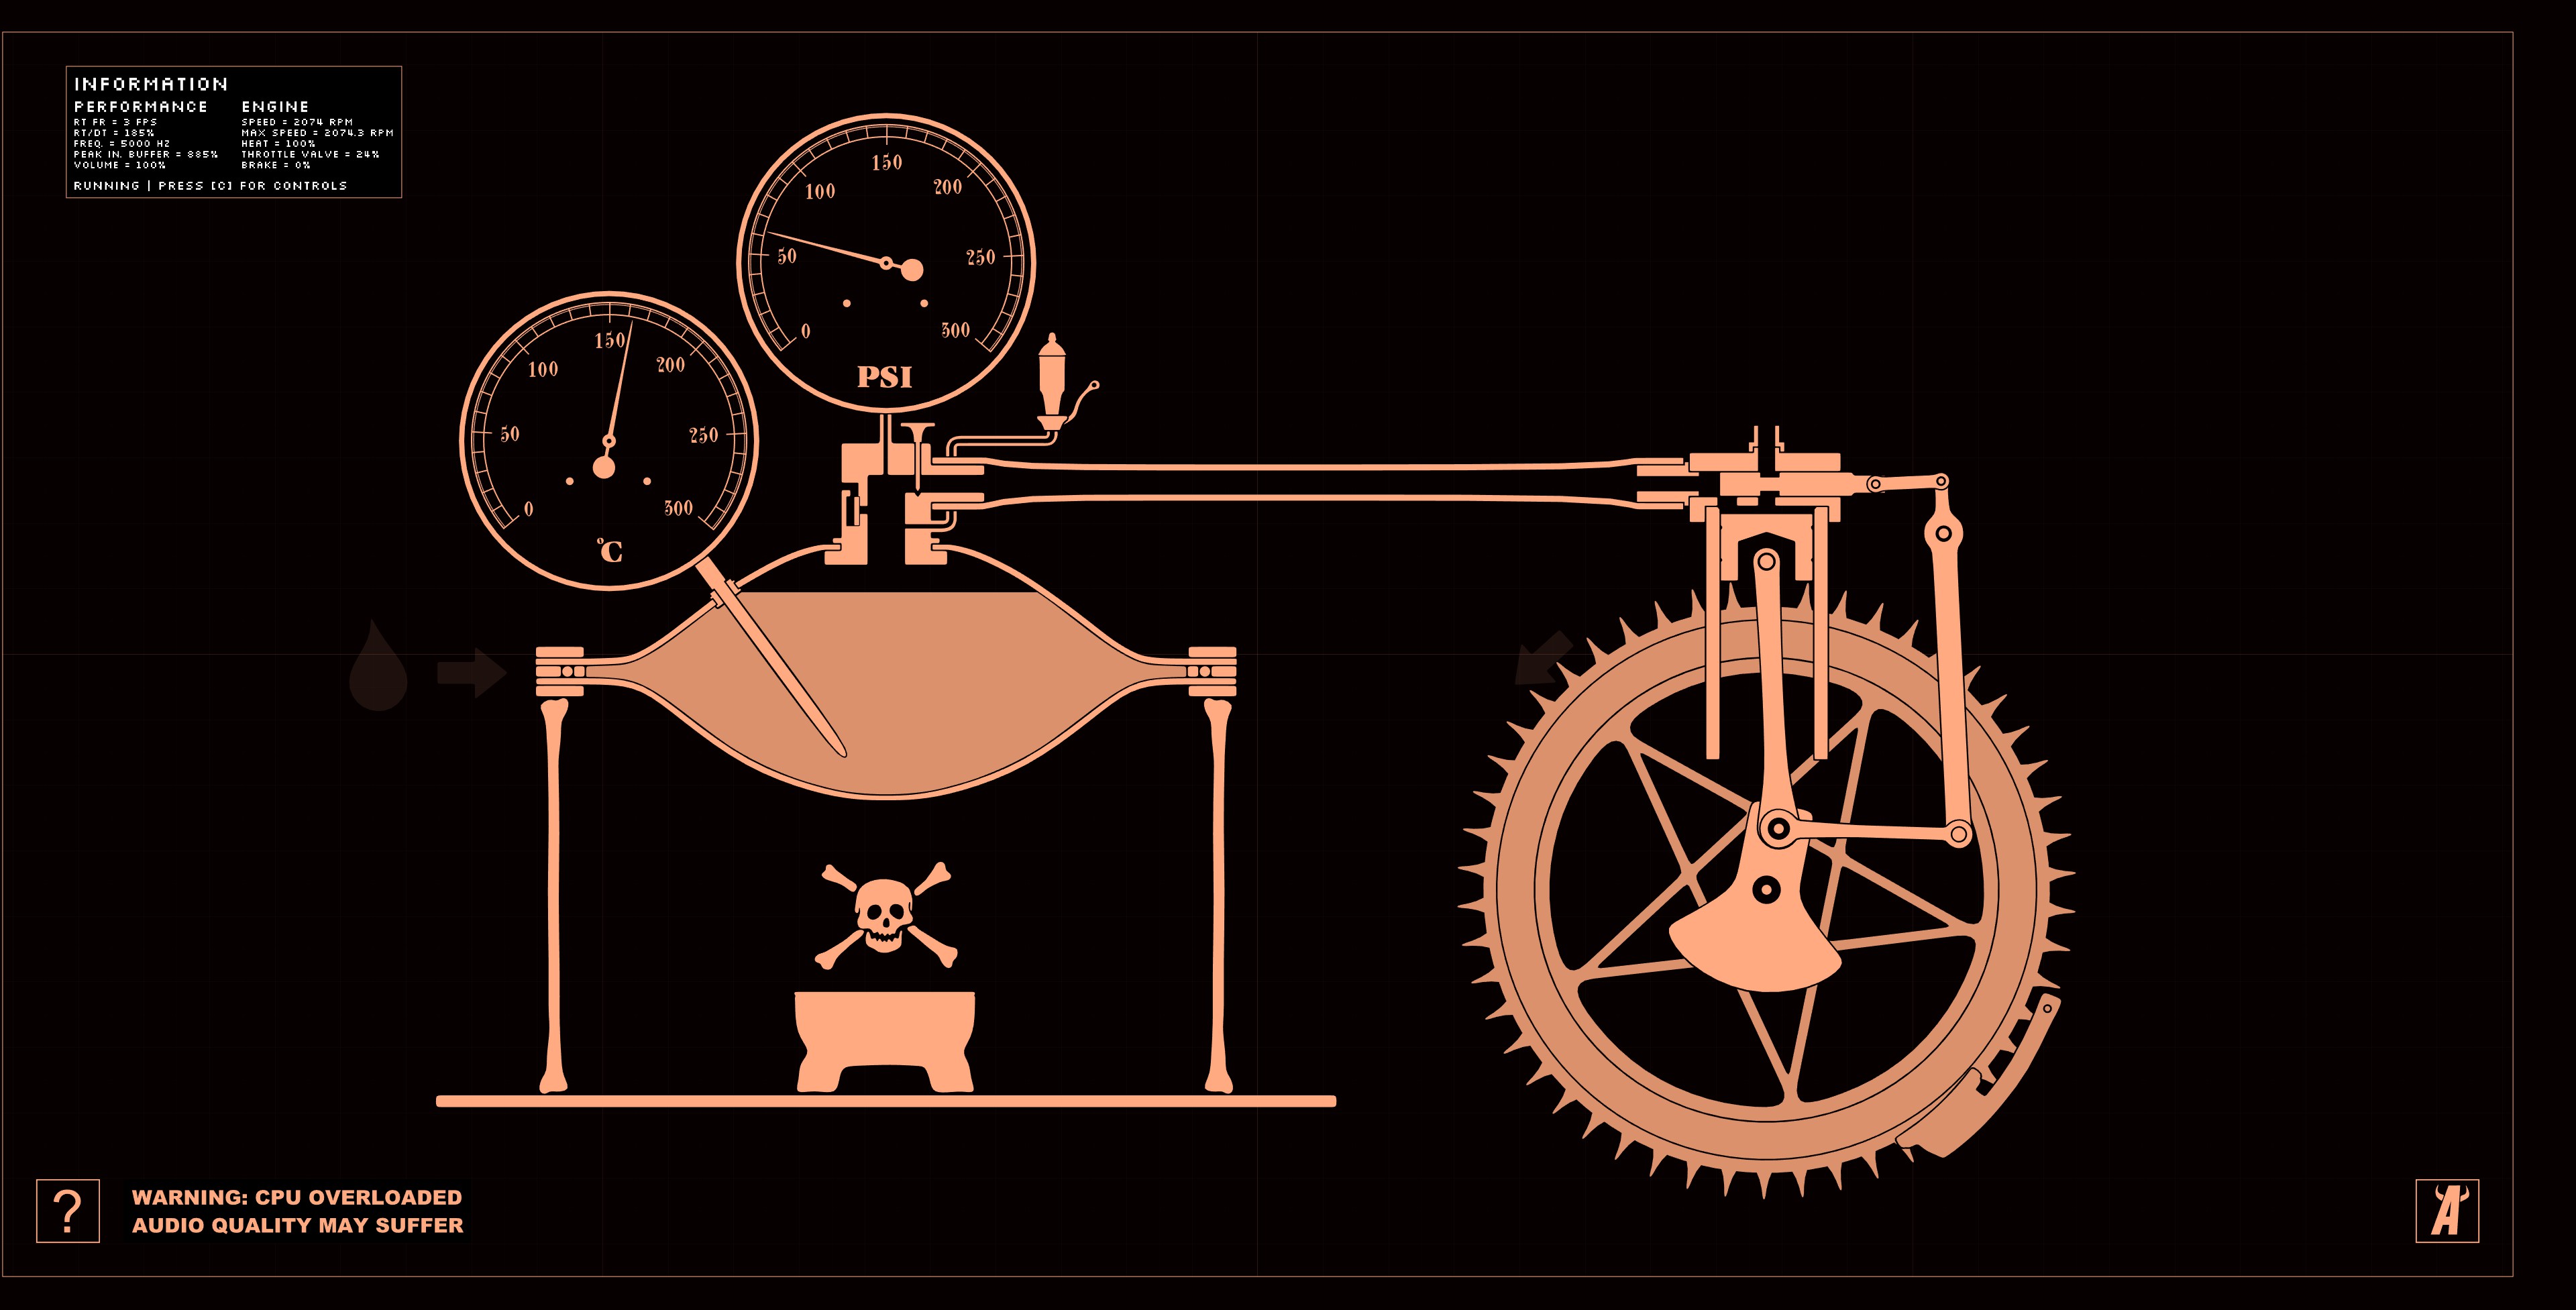 INFORMATION
PERFORMANCE
RT FR = 3 FPS
RT/DT = 185%
FREQ. = 5000 HZ
PEAK IN. BUFFER = 885%
VOLUME = 100%
ENGINE
SPEED = 2074 RPM
MAX SPEED = 2074.3 RPM
HEAT = 100%
THROTTLE VALVE = 24%
BRAKE = 0%
RUNNING | PRESS [C] FOR CONTROLS
0
50
100
150
200
250
300
PSI
0
50
100
150
200
250
300
°C
?
WARNING: CPU OVERLOADED
AUDIO QUALITY MAY SUFFER
A